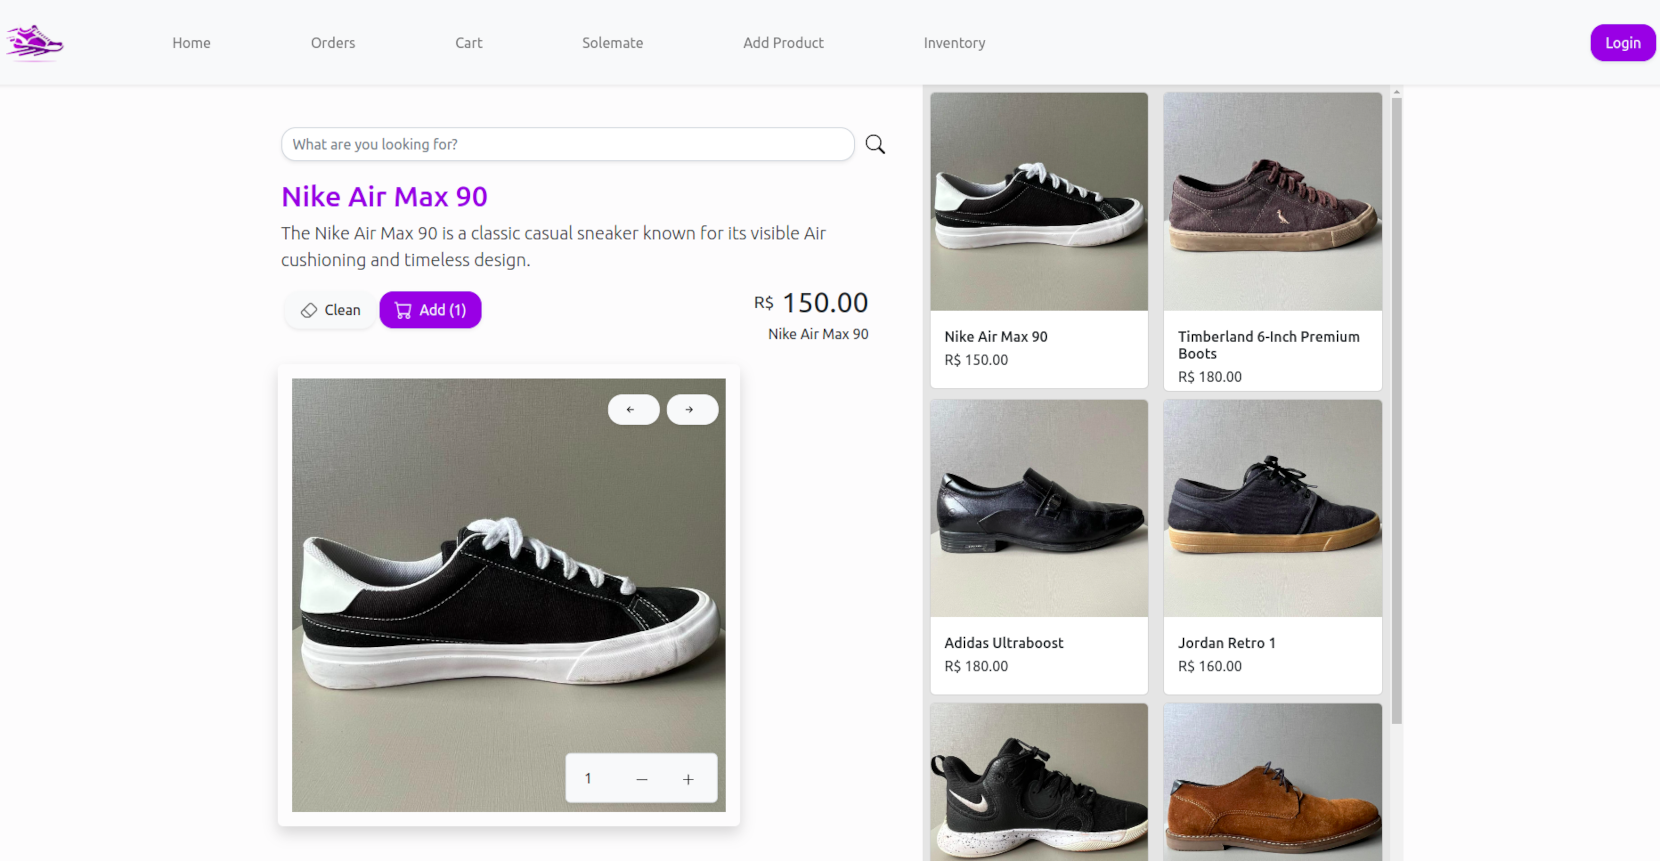 Home
Orders
Cart
Solemate
Add Product
Inventory
Login
What are you looking for?
Nike Air Max 90
The Nike Air Max 90 is a classic casual sneaker known for its visible Air
cushioning and timeless design.
Clean
Add (1)
R$ 150.00
Nike Air Max 90
1
Nike Air Max 90
R$ 150.00
Timberland 6-Inch Premium
Boots
R$ 180.00
Adidas Ultraboost
R$ 180.00
Jordan Retro 1
R$ 160.00